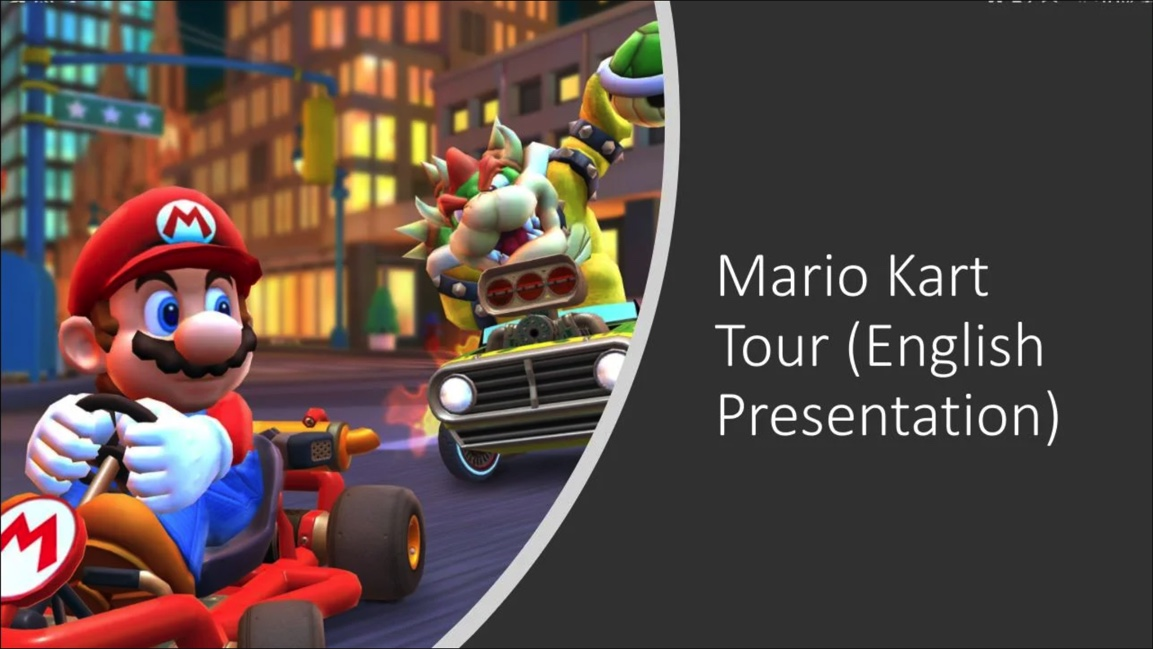 M
M
Mario Kart
Tour (English
Presentation)